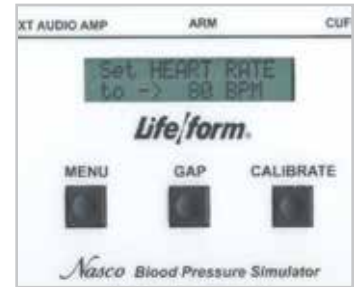 XT AUDIO AMP ARM CUF
Set HEART RATE
to -> 80 BPM
Life/form®
MENU GAP CALIBRATE
Nasco Blood Pressure Simulator